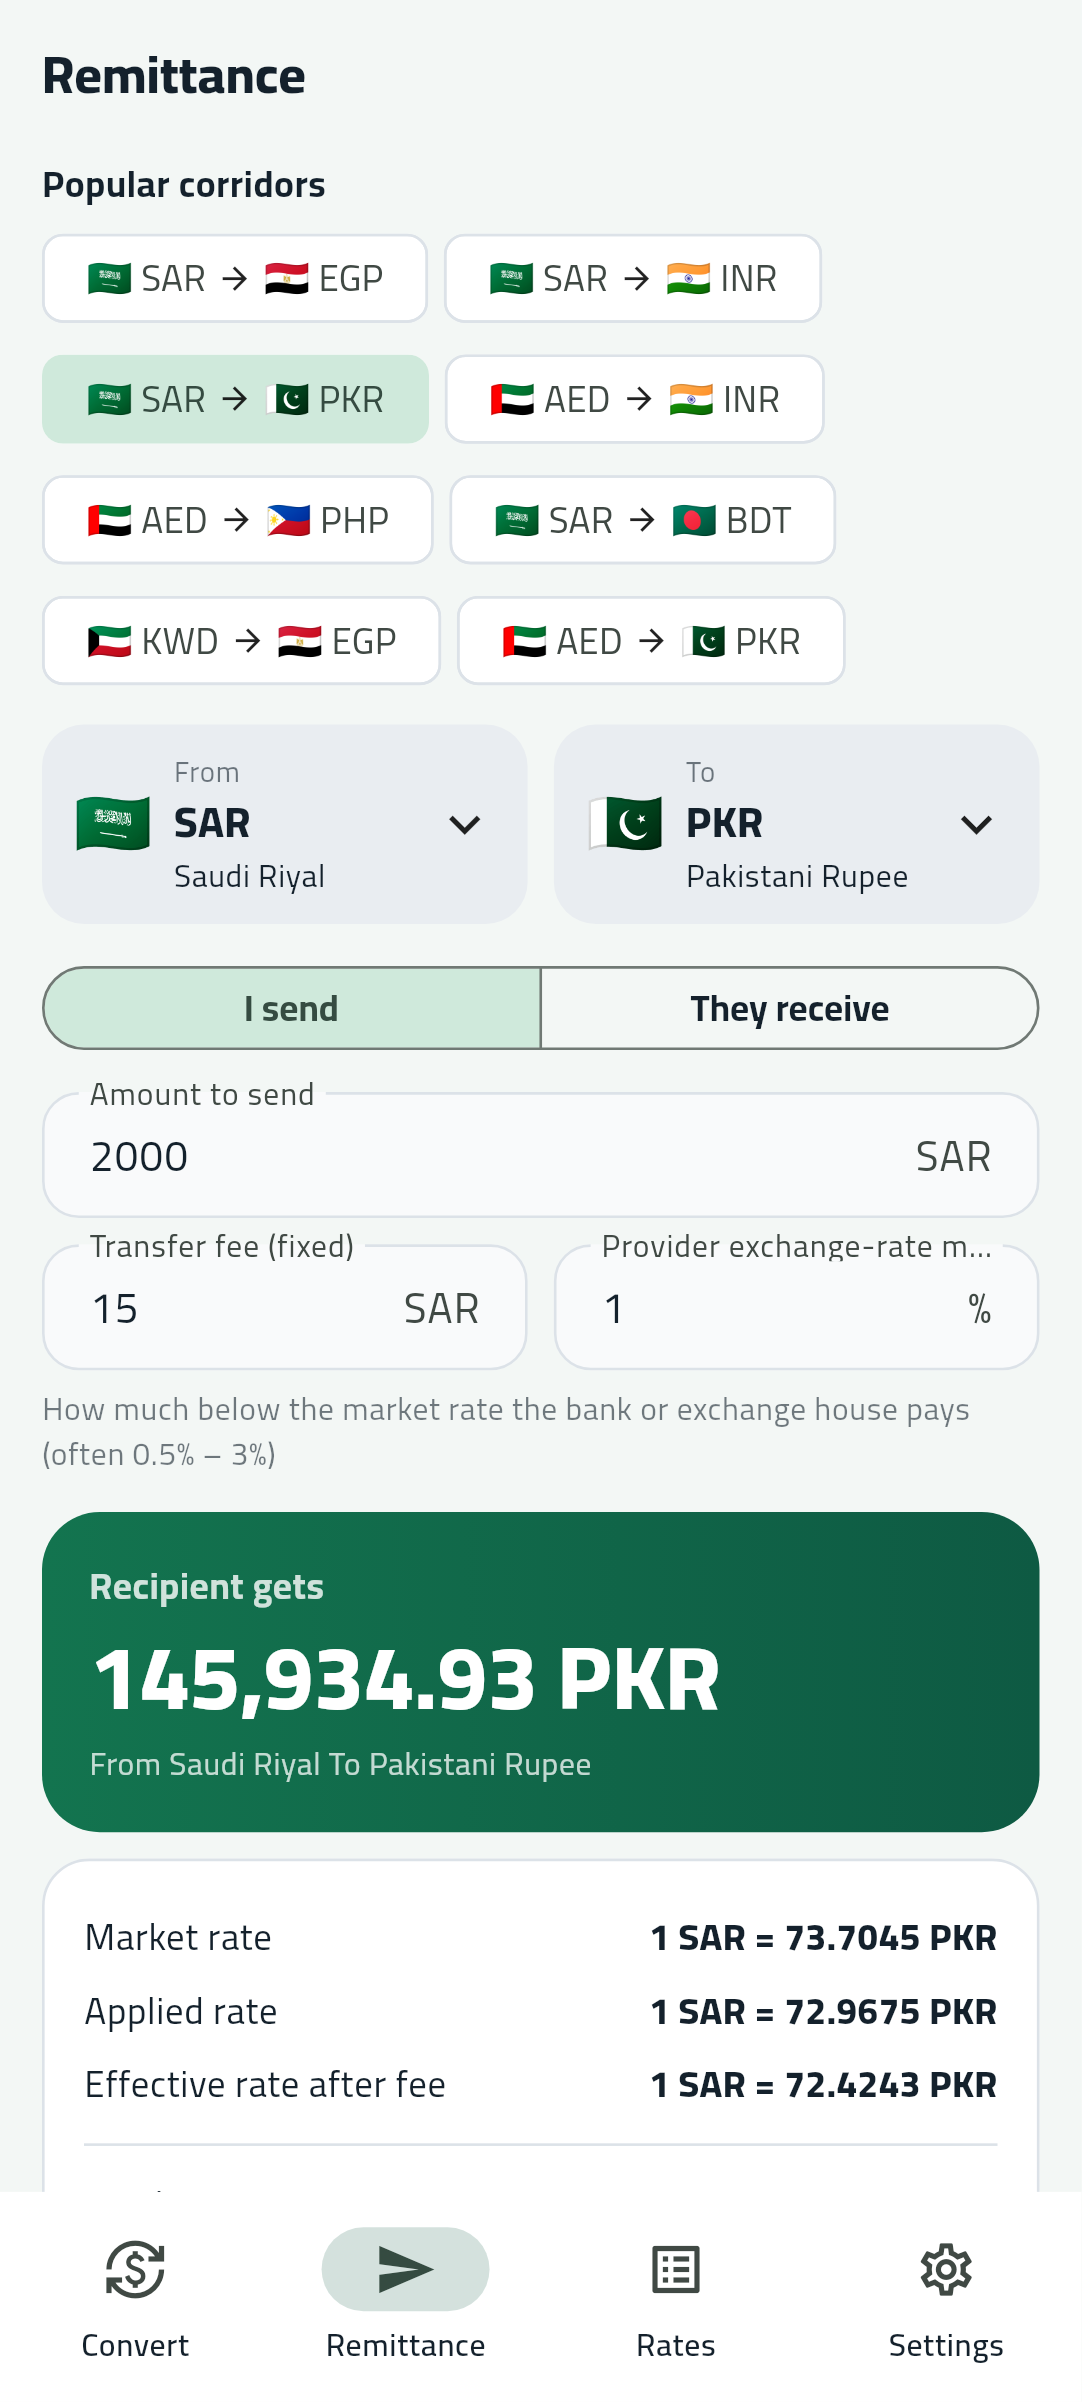 Remittance
Popular corridors
SAR → EGP
SAR → INR
SAR → PKR
AED → INR
AED → PHP
SAR → BDT
KWD → EGP
AED → PKR
From
SAR
Saudi Riyal
To
PKR
Pakistani Rupee
I send
They receive
Amount to send
2000 SAR
Transfer fee (fixed)
15 SAR
Provider exchange-rate m...
1 %
How much below the market rate the bank or exchange house pays
(often 0.5% – 3%)
Recipient gets
145,934.93 PKR
From Saudi Riyal To Pakistani Rupee
Market rate 1 SAR = 73.7045 PKR
Applied rate 1 SAR = 72.9675 PKR
Effective rate after fee 1 SAR = 72.4243 PKR
Convert
Remittance
Rates
Settings